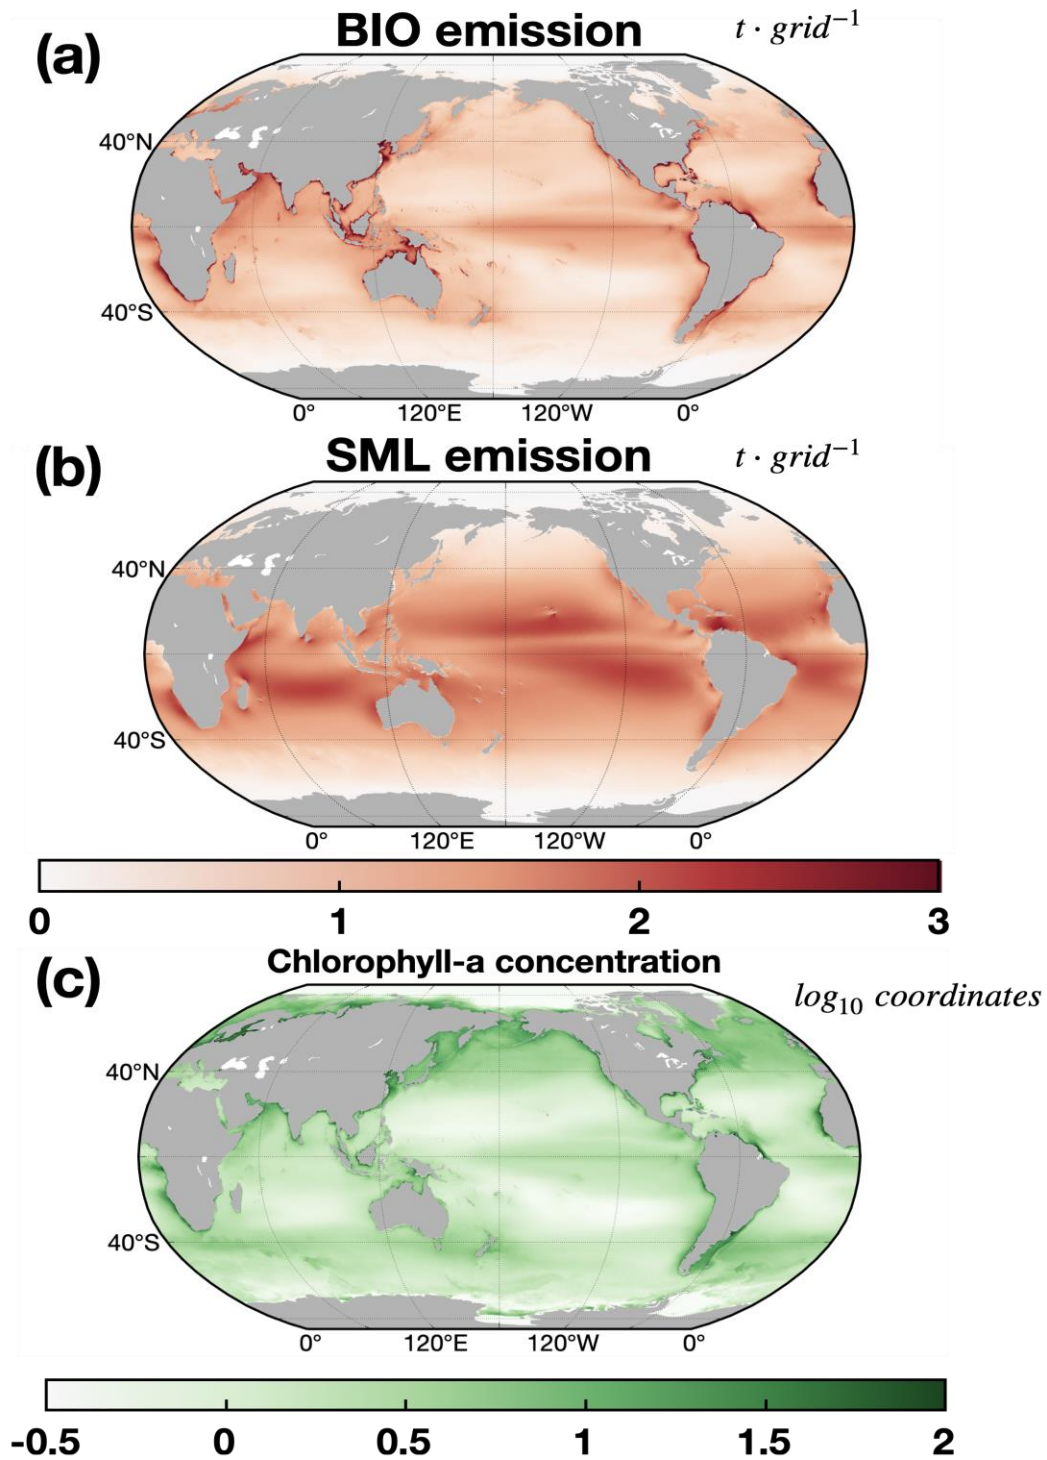 (a)
BIO emission
t · grid⁻¹
40°N
40°S
0° 120°E 120°W 0°
(b)
SML emission
t · grid⁻¹
40°N
40°S
0° 120°E 120°W 0°
0 1 2 3
(c)
Chlorophyll-a concentration
log₁₀ coordinates
40°N
40°S
0° 120°E 120°W 0°
-0.5 0 0.5 1 1.5 2